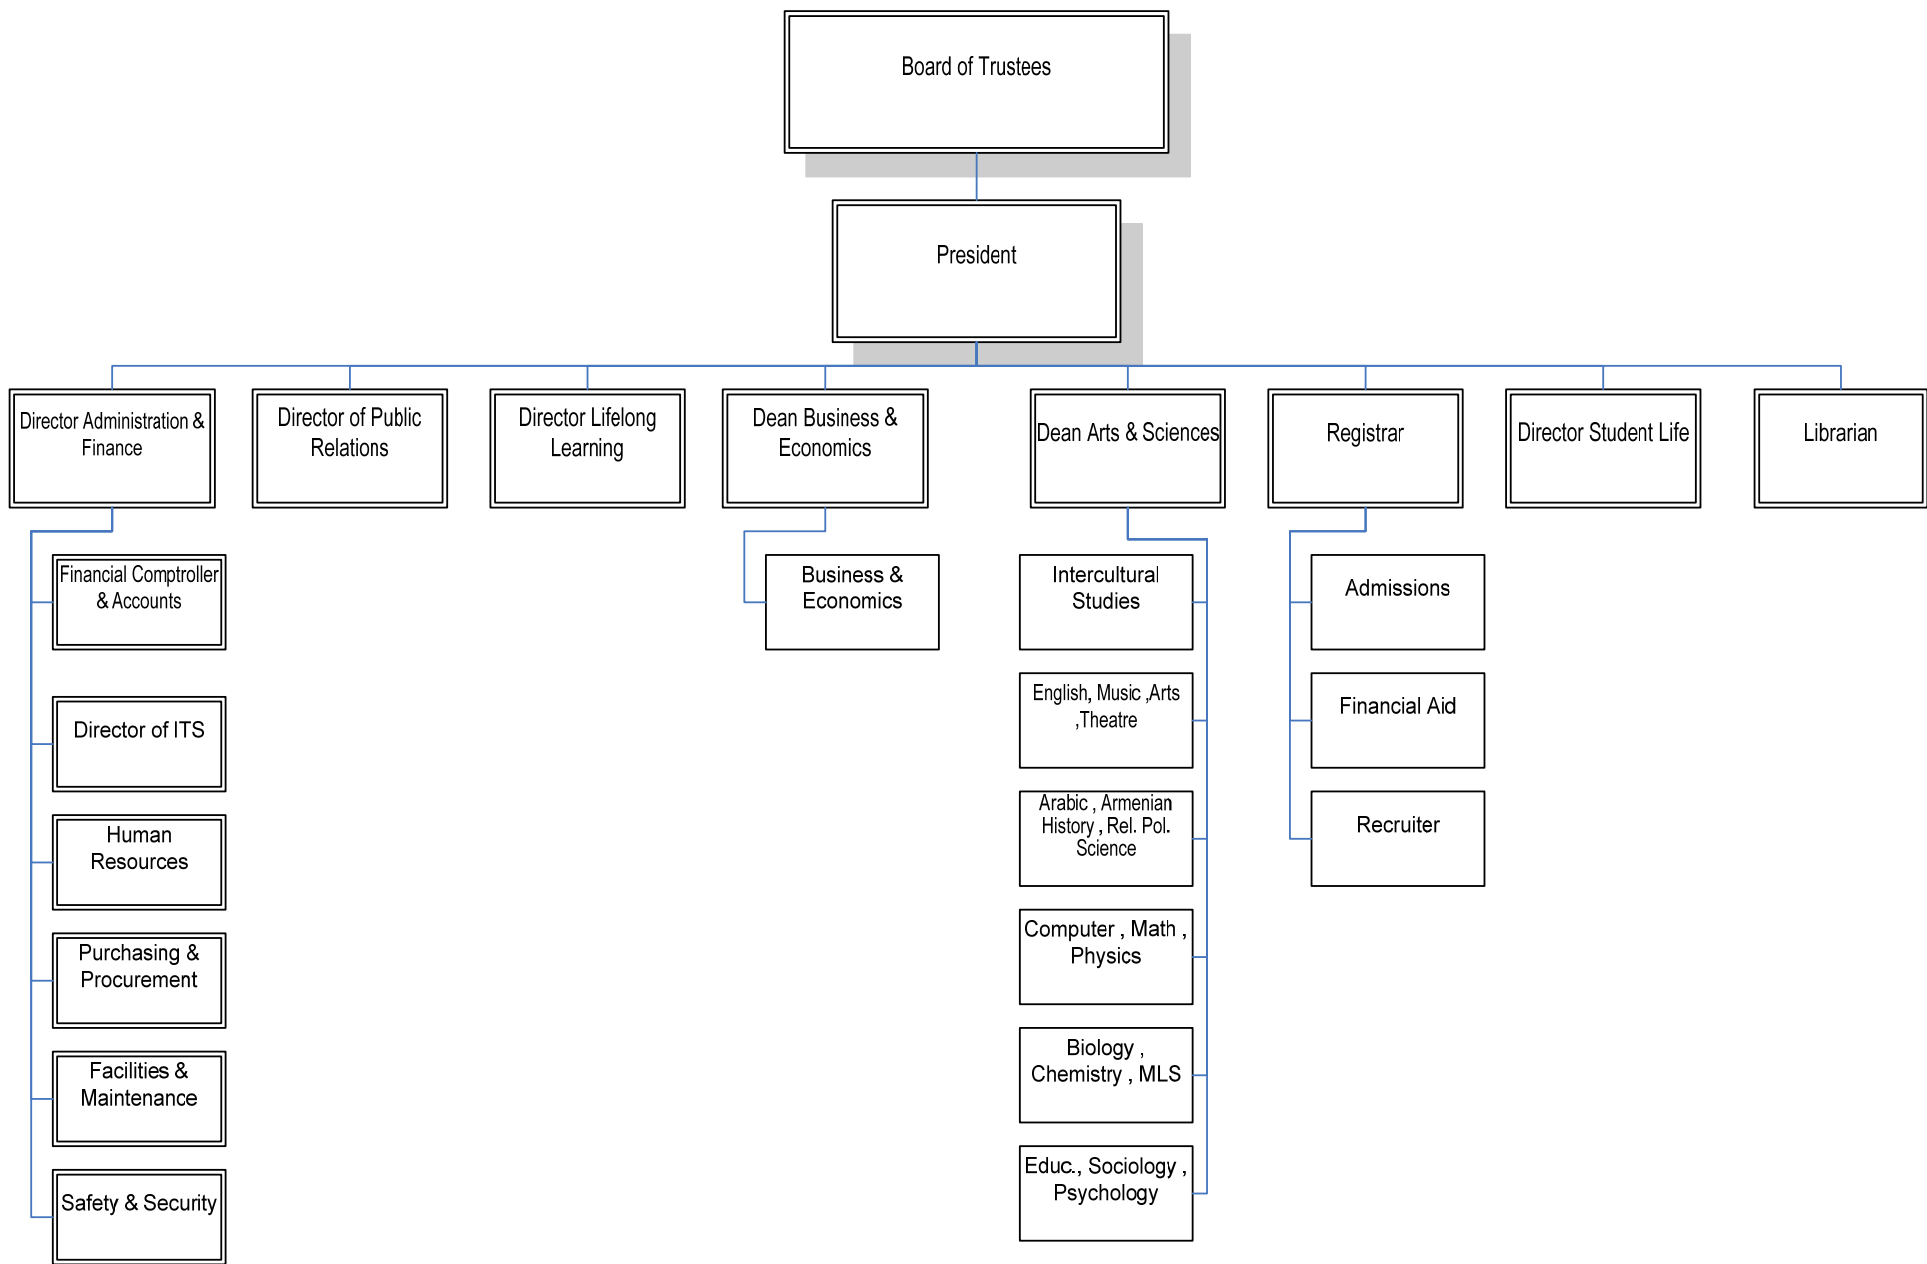 Board of Trustees
President
Director Administration &
Finance
Director of Public
Relations
Director Lifelong
Learning
Dean Business &
Economics
Dean Arts & Sciences
Registrar
Director Student Life
Librarian
Financial Comptroller
& Accounts
Director of ITS
Human
Resources
Purchasing &
Procurement
Facilities &
Maintenance
Safety & Security
Business &
Economics
Intercultural
Studies
English, Music ,Arts
,Theatre
Arabic , Armenian
History , Rel. Pol.
Science
Computer , Math ,
Physics
Biology ,
Chemistry , MLS
Educ., Sociology ,
Psychology
Admissions
Financial Aid
Recruiter